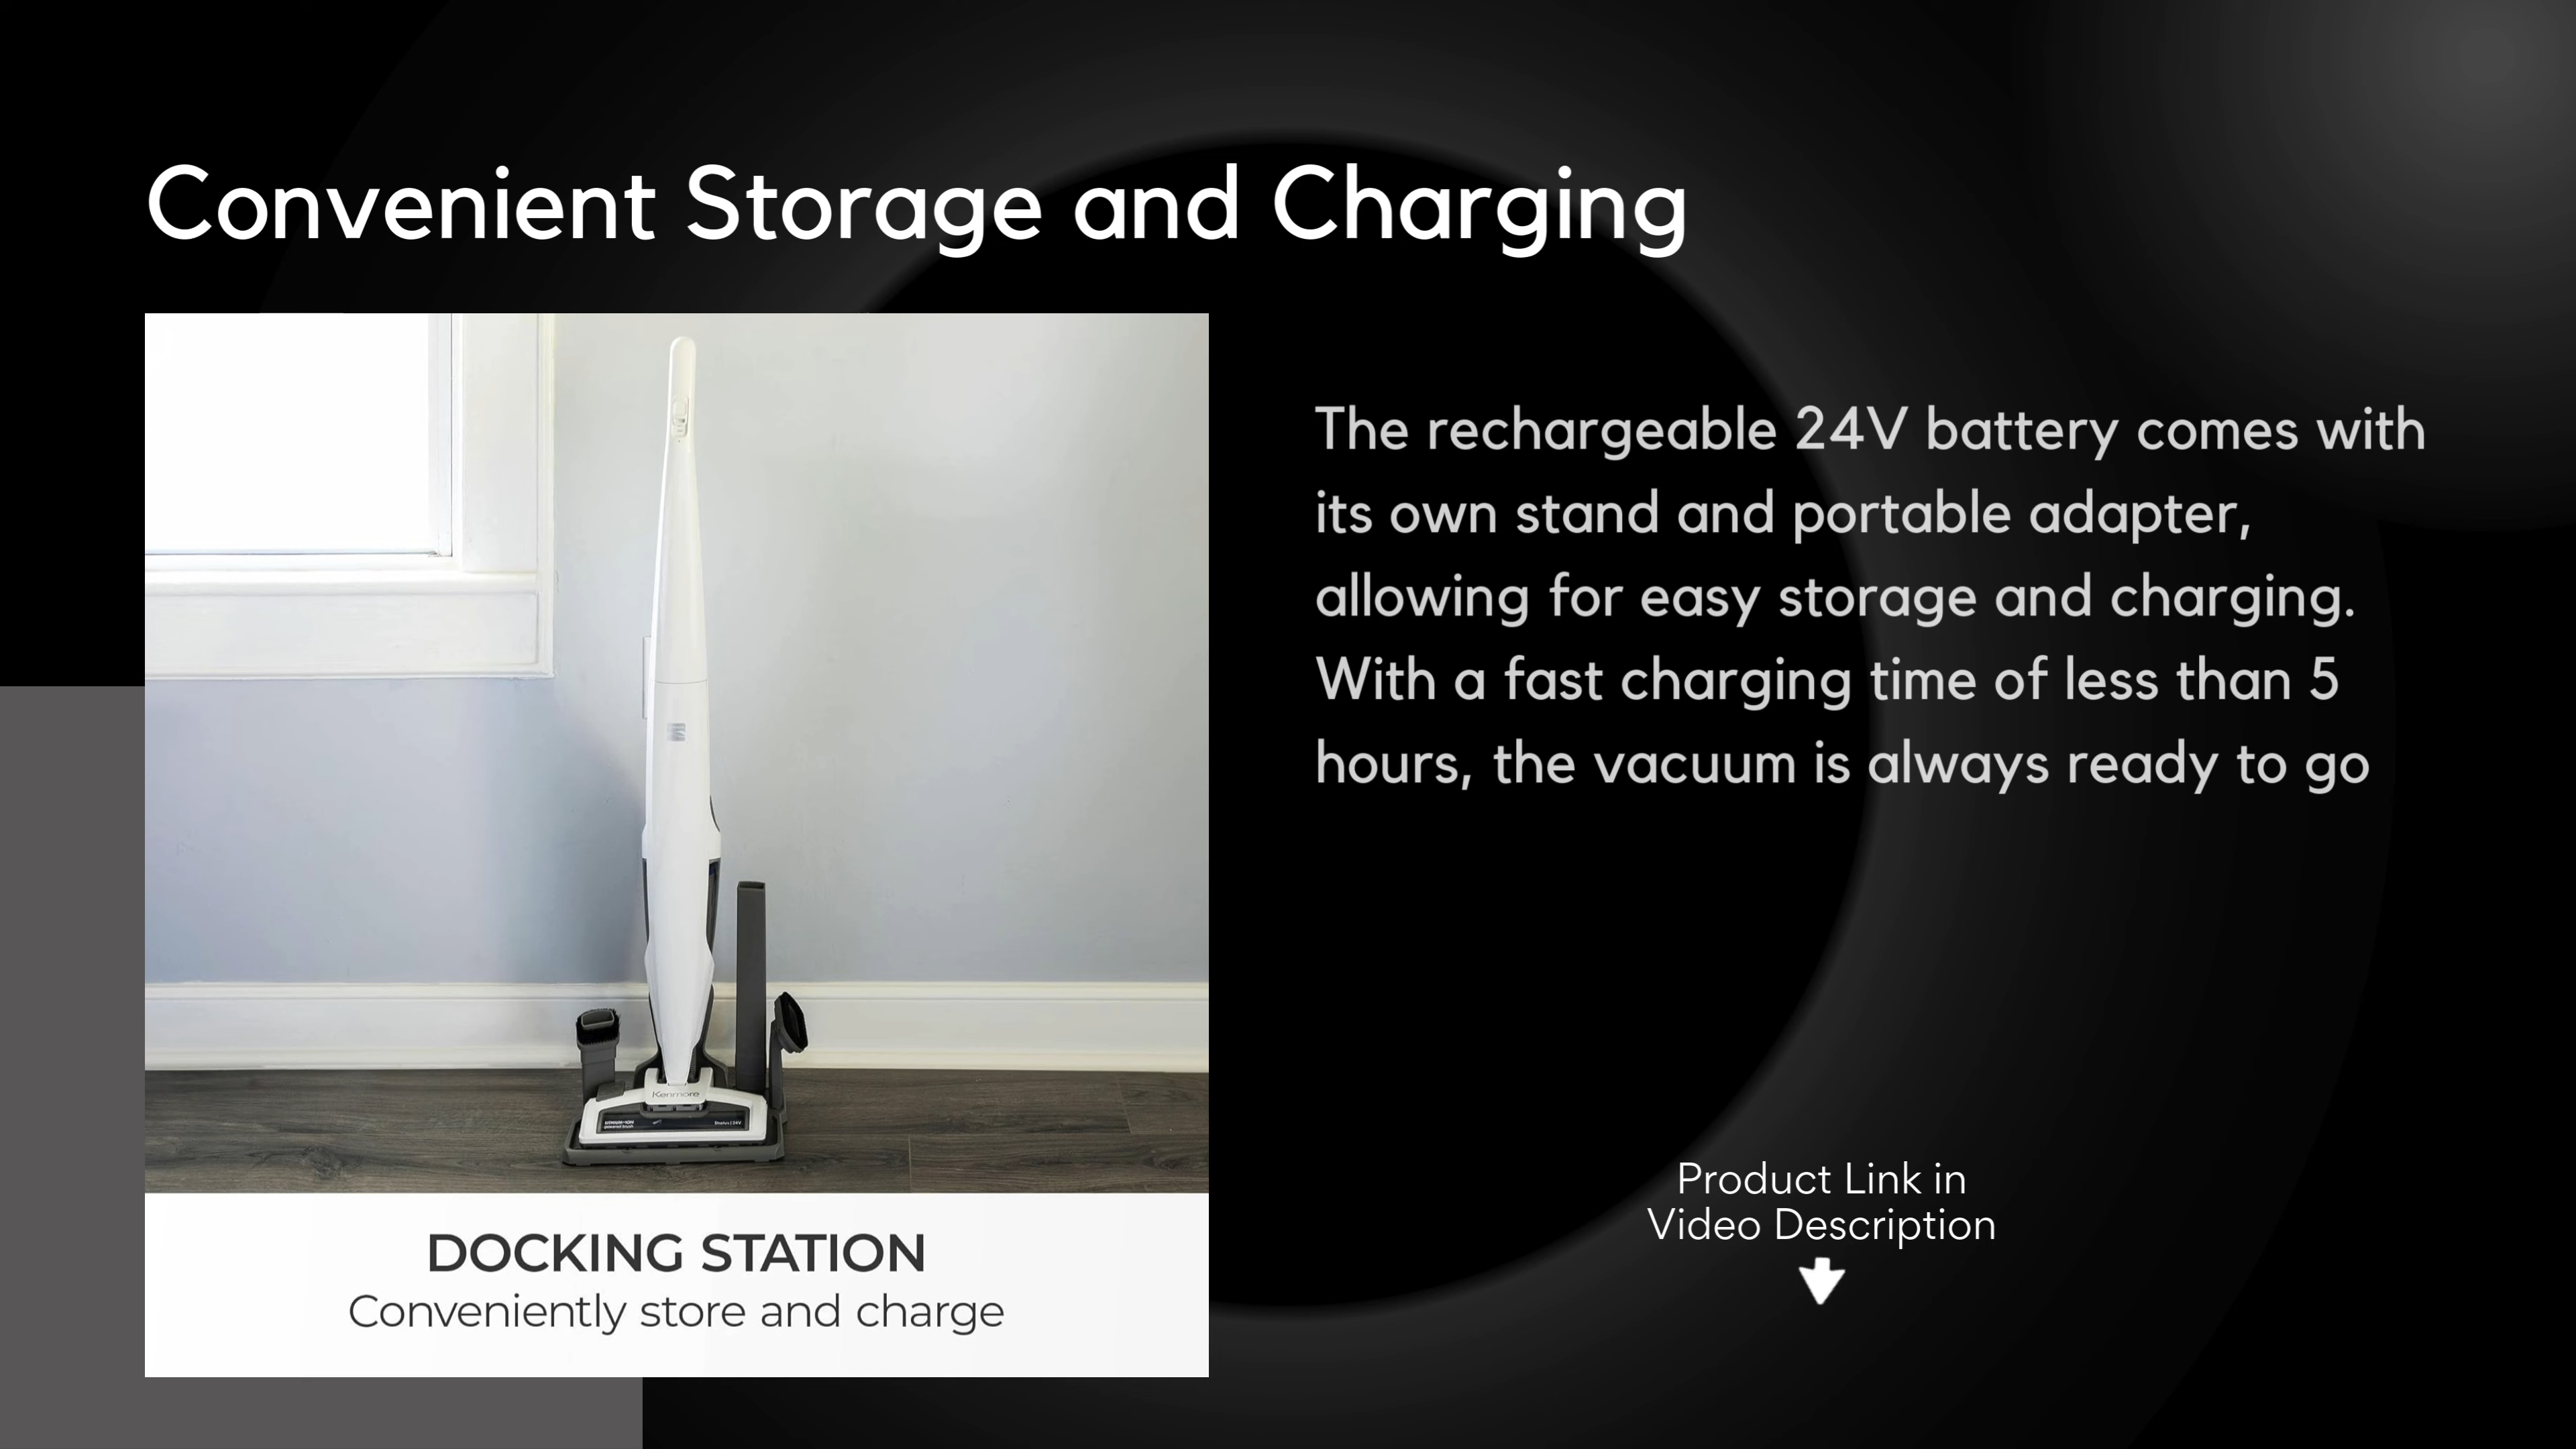 Convenient Storage and Charging
The rechargeable 24V battery comes with
its own stand and portable adapter,
allowing for easy storage and charging.
With a fast charging time of less than 5
hours, the vacuum is always ready to go
Kenmore
DOCKING STATION
Conveniently store and charge
Product Link in
Video Description